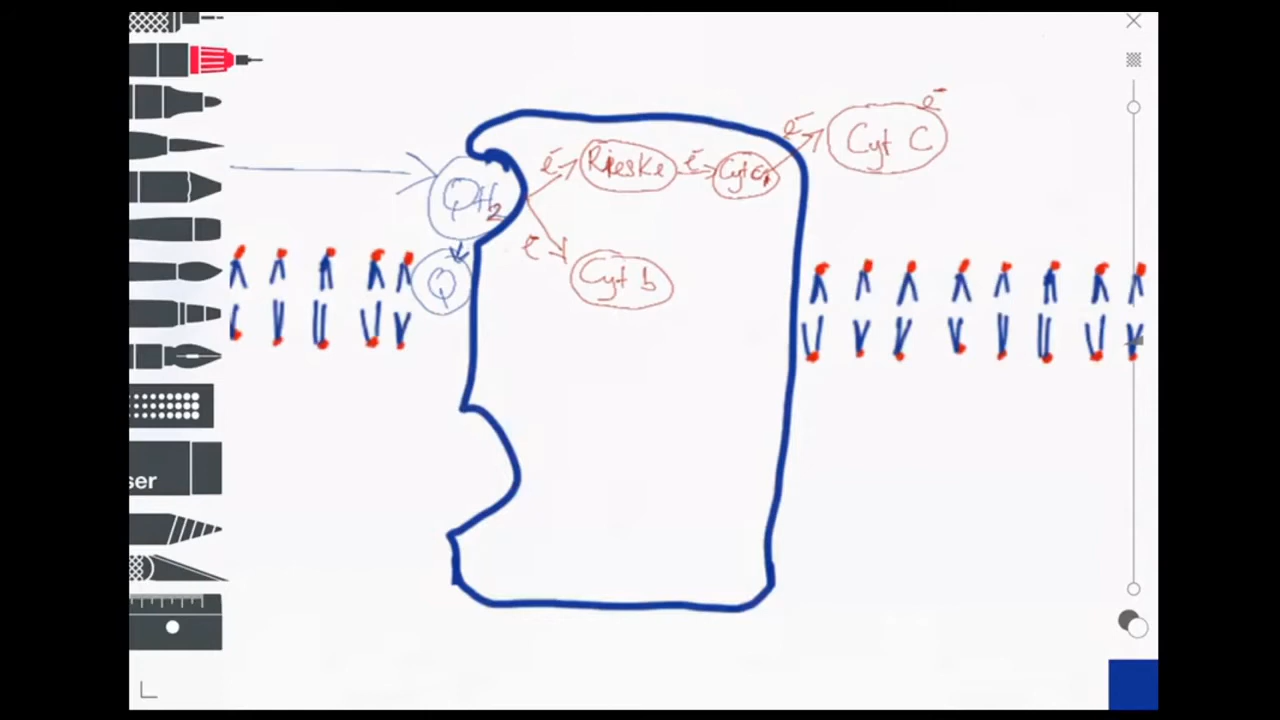 e-
e-
Cyt C
e-
Rieske
e-
Cyt c1
QH2
e-
Cyt b
Q
ser